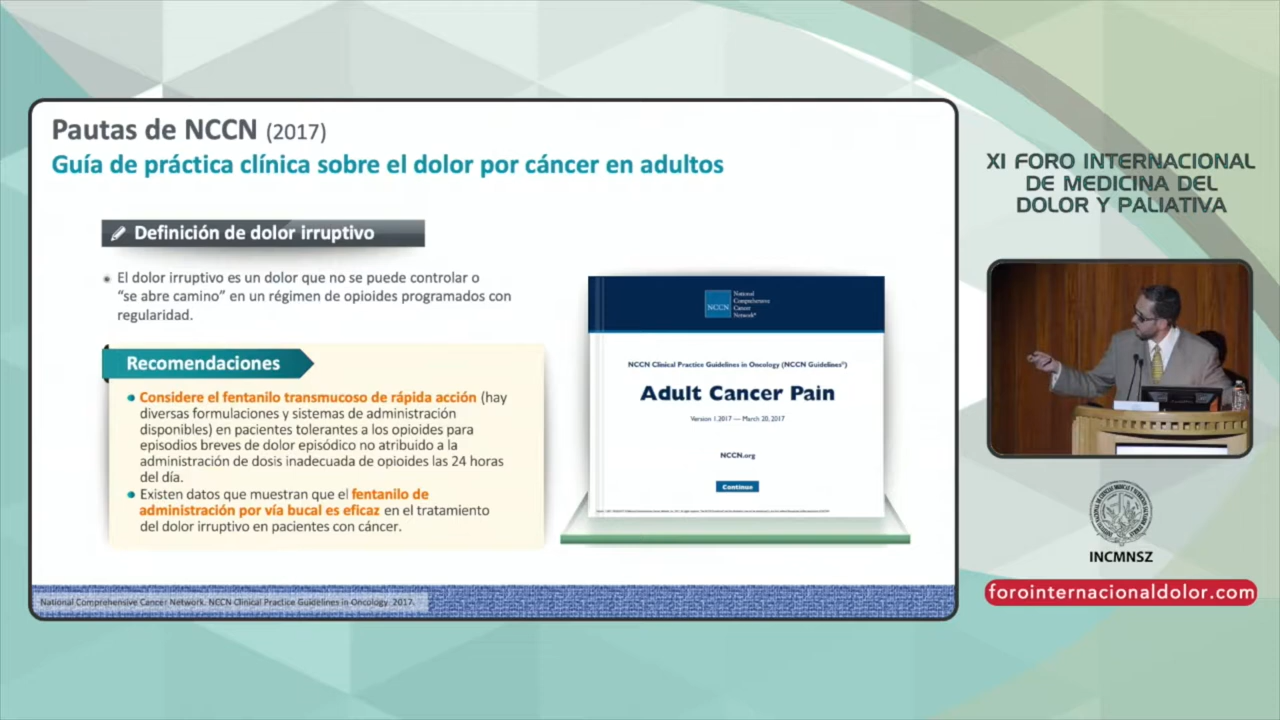 Pautas de NCCN (2017)
Guía de práctica clínica sobre el dolor por cáncer en adultos
Definición de dolor irruptivo
El dolor irruptivo es un dolor que no se puede controlar o
“se abre camino” en un régimen de opioides programados con
regularidad.
Recomendaciones
Considere el fentanilo transmucoso de rápida acción (hay
diversas formulaciones y sistemas de administración
disponibles) en pacientes tolerantes a los opioides para
episodios breves de dolor episódico no atribuido a la
administración de dosis inadecuada de opioides las 24 horas
del día.
Existen datos que muestran que el fentanilo de
administración por vía bucal es eficaz en el tratamiento
del dolor irruptivo en pacientes con cáncer.
NCCN
National
Comprehensive
Cancer
Network®
NCCN Clinical Practice Guidelines in Oncology (NCCN Guidelines®)
Adult Cancer Pain
Version 1.2017 — March 20, 2017
NCCN.org
Continue
National Comprehensive Cancer Network. NCCN Clinical Practice Guidelines in Oncology. 2017.
XI FORO INTERNACIONAL
DE MEDICINA DEL
DOLOR Y PALIATIVA
INCMNSZ
forointernacionaldolor.com